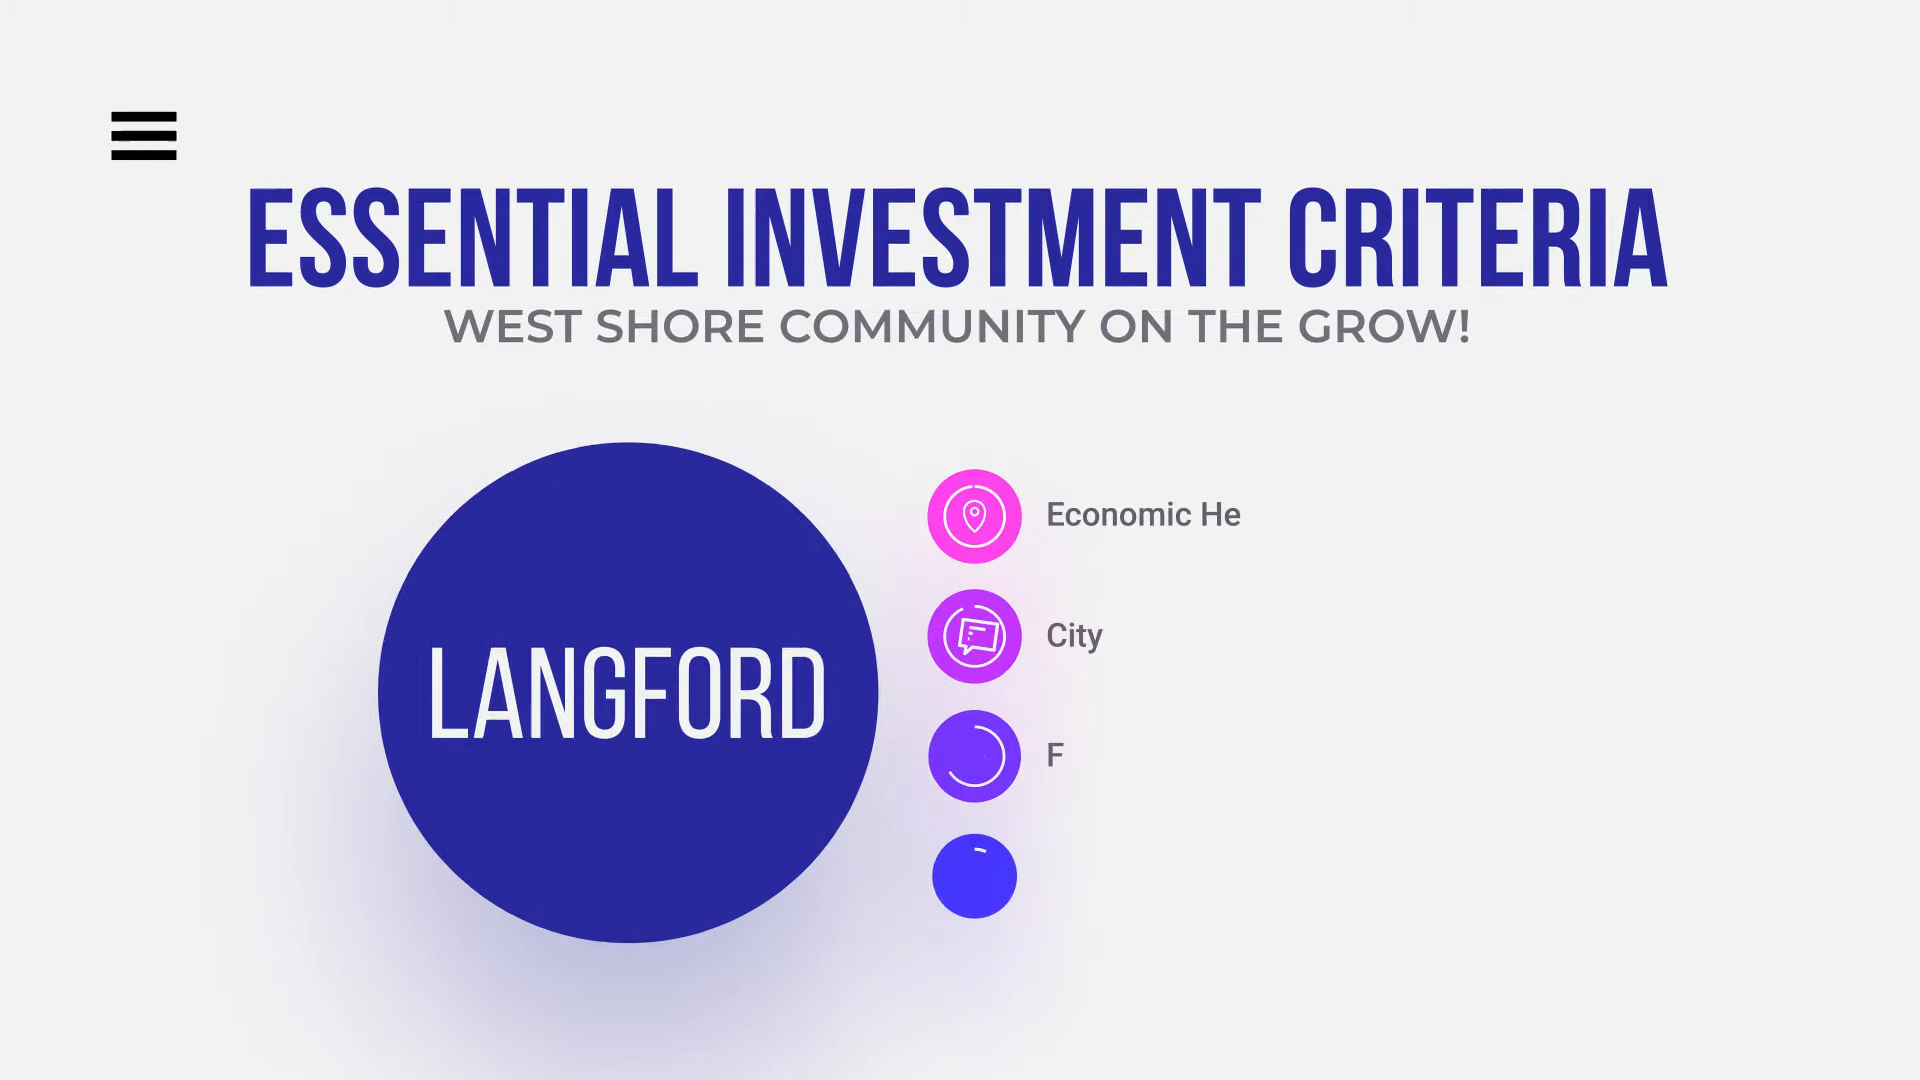 ESSENTIAL INVESTMENT CRITERIA
WEST SHORE COMMUNITY ON THE GROW!
LANGFORD
Economic He
City
F